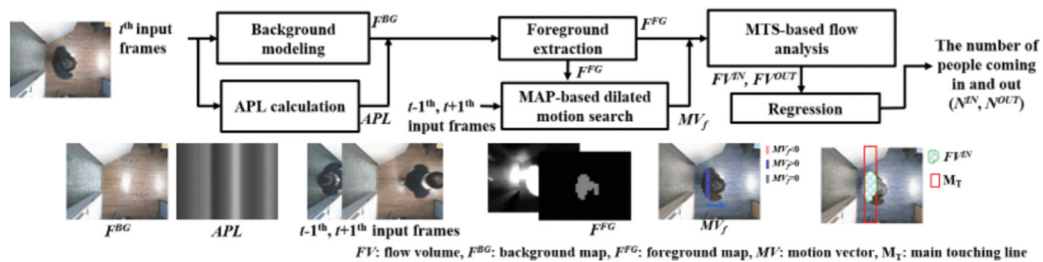 t^th input
frames
Background
modeling
F^BG
APL calculation
APL
Foreground
extraction
F^FG
F^FG
t-1^th, t+1^th
input frames
MAP-based dilated
motion search
MV_f
MTS-based flow
analysis
FV^IN, FV^OUT
Regression
The number of
people coming
in and out
(N^IN, N^OUT)
F^BG
APL
t-1^th, t+1^th input frames
F^FG
MV_f<0
MV_f>0
MV_f=0
MV_f
FV^IN
M_T
FV: flow volume, F^BG: background map, F^FG: foreground map, MV: motion vector, M_T: main touching line